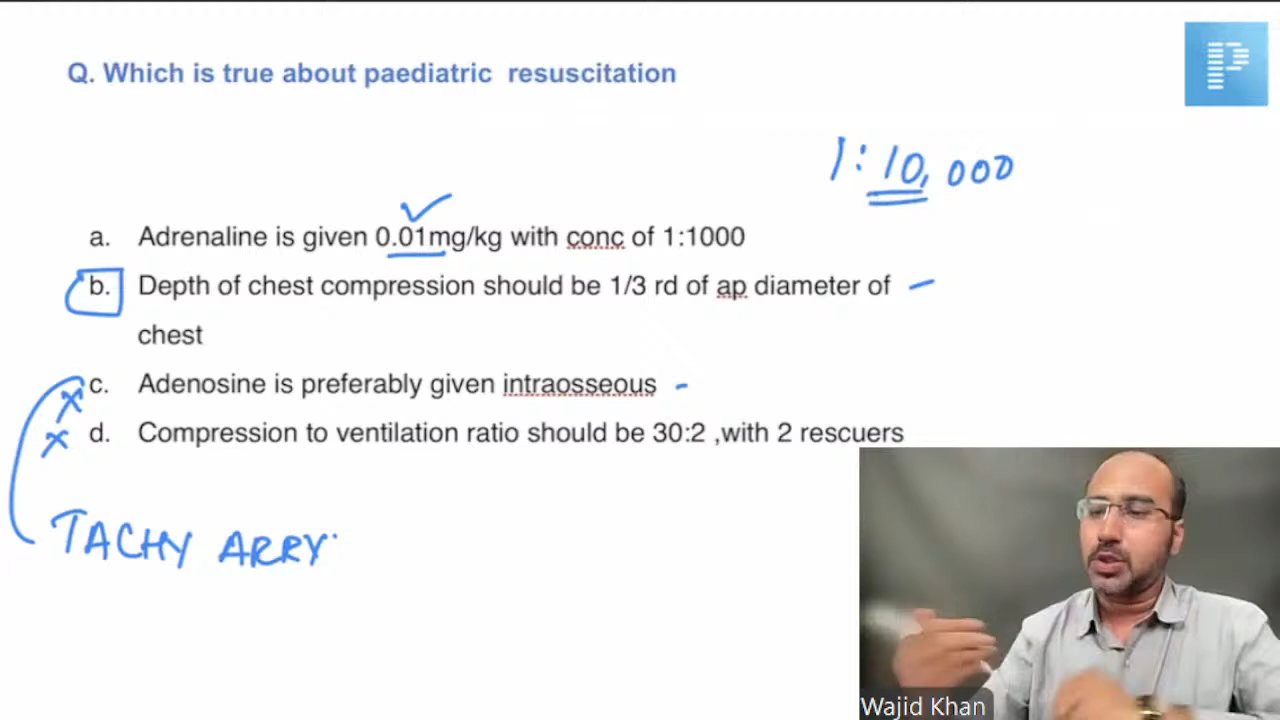 Q. Which is true about paediatric resuscitation
1:10,000
a. Adrenaline is given 0.01mg/kg with conc of 1:1000
b. Depth of chest compression should be 1/3 rd of ap diameter of
chest
c. Adenosine is preferably given intraosseous
d. Compression to ventilation ratio should be 30:2 ,with 2 rescuers
TACHY ARRY
Wajid Khan